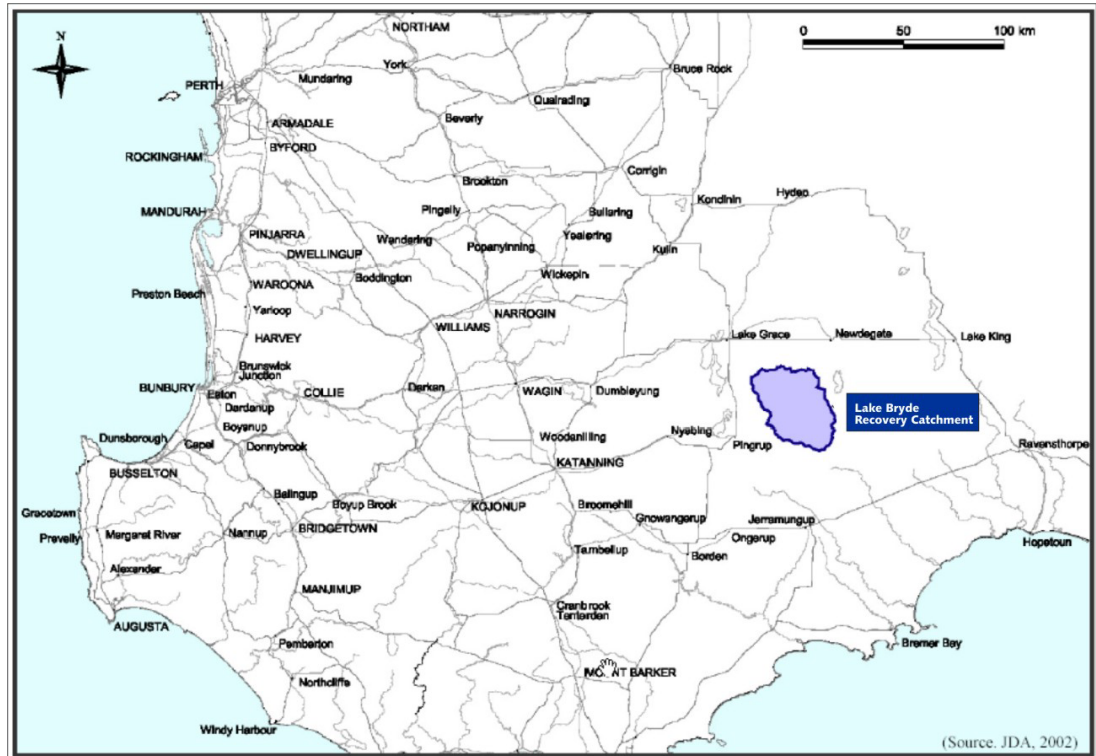 N
0 50 100 km
NORTHAM
York
Mundaring
Bruce Rock
PERTH
Quairading
Beverly
ARMADALE
BYFORD
ROCKINGHAM
Corrigin
Brookton
Hyden
Kondinin
Pingelly
Bullaring
MANDURAH
PINJARRA
Wandering
Popanyinning
Yealering
Kulin
DWELLINGUP
Boddington
Wickepin
WAROONA
Preston Beach
Yarloop
NARROGIN
WILLIAMS
HARVEY
Lake Grace
Newdegate
Lake King
Brunswick
Junction
BUNBURY
Eaton
COLLIE
Darkan
WAGIN
Dumbleyung
Dardanup
Lake Bryde
Recovery Catchment
Boyanup
Dunsborough
Capel
Donnybrook
Woodanilling
Nyabing
Pingrup
Ravensthorpe
BUSSELTON
KATANNING
Balingup
Boyup Brook
KOJONUP
Broomehill
Gracetown
Gnowangerup
Jerramungup
Prevelly
Margaret River
Nannup
BRIDGETOWN
Ongerup
Hopetoun
Tambellup
Borden
Alexander
MANJIMUP
Cranbrook
Tenterden
AUGUSTA
Pemberton
Bremer Bay
MOUNT BARKER
Northcliffe
Windy Harbour
(Source. JDA, 2002)